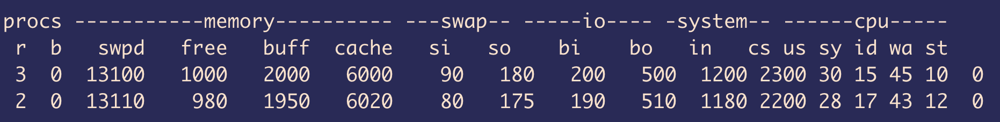 procs -----------memory---------- ---swap-- -----io---- -system-- ------cpu-----
 r  b   swpd   free   buff  cache   si   so    bi    bo   in   cs us sy id wa st
 3  0  13100   1000   2000   6000    90   180   200   500  1200 2300 30 15 45 10  0
 2  0  13110    980   1950   6020    80   175   190   510  1180 2200 28 17 43 12  0